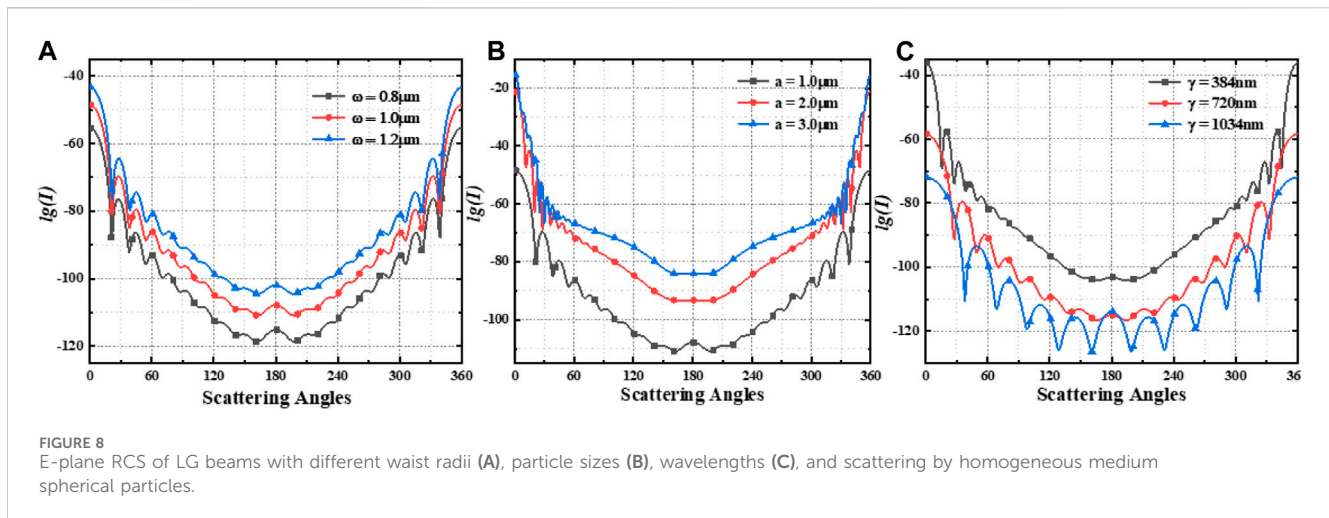 A
B
C
-40
-60
-80
-100
-120
lg(I)
0 60 120 180 240 300 360
Scattering Angles
ω = 0.8μm
ω = 1.0μm
ω = 1.2μm
-20
-40
-60
-80
-100
lg(I)
0 60 120 180 240 300 360
Scattering Angles
a = 1.0μm
a = 2.0μm
a = 3.0μm
-40
-60
-80
-100
-120
lg(I)
0 60 120 180 240 300 36
Scattering Angles
γ = 384nm
γ = 720nm
γ = 1034nm
FIGURE 8
E-plane RCS of LG beams with different waist radii (A), particle sizes (B), wavelengths (C), and scattering by homogeneous medium
spherical particles.